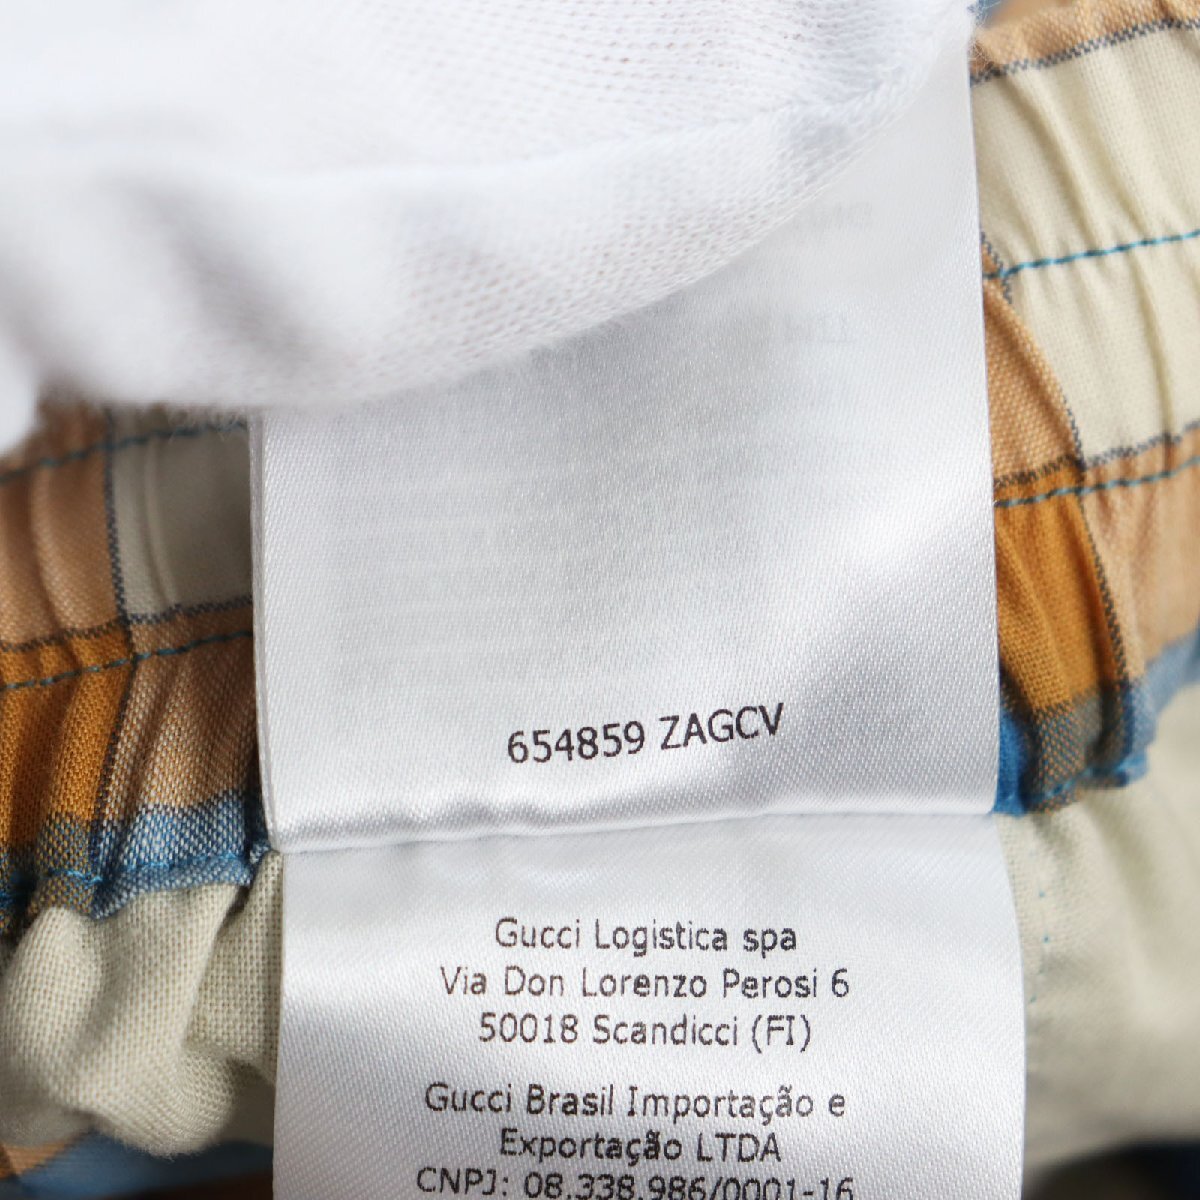 654859 ZAGCV
Gucci Logistica spa
Via Don Lorenzo Perosi 6
50018 Scandicci (FI)
Gucci Brasil Importação e
Exportação LTDA
CNPJ: 08.338.986/0001-16